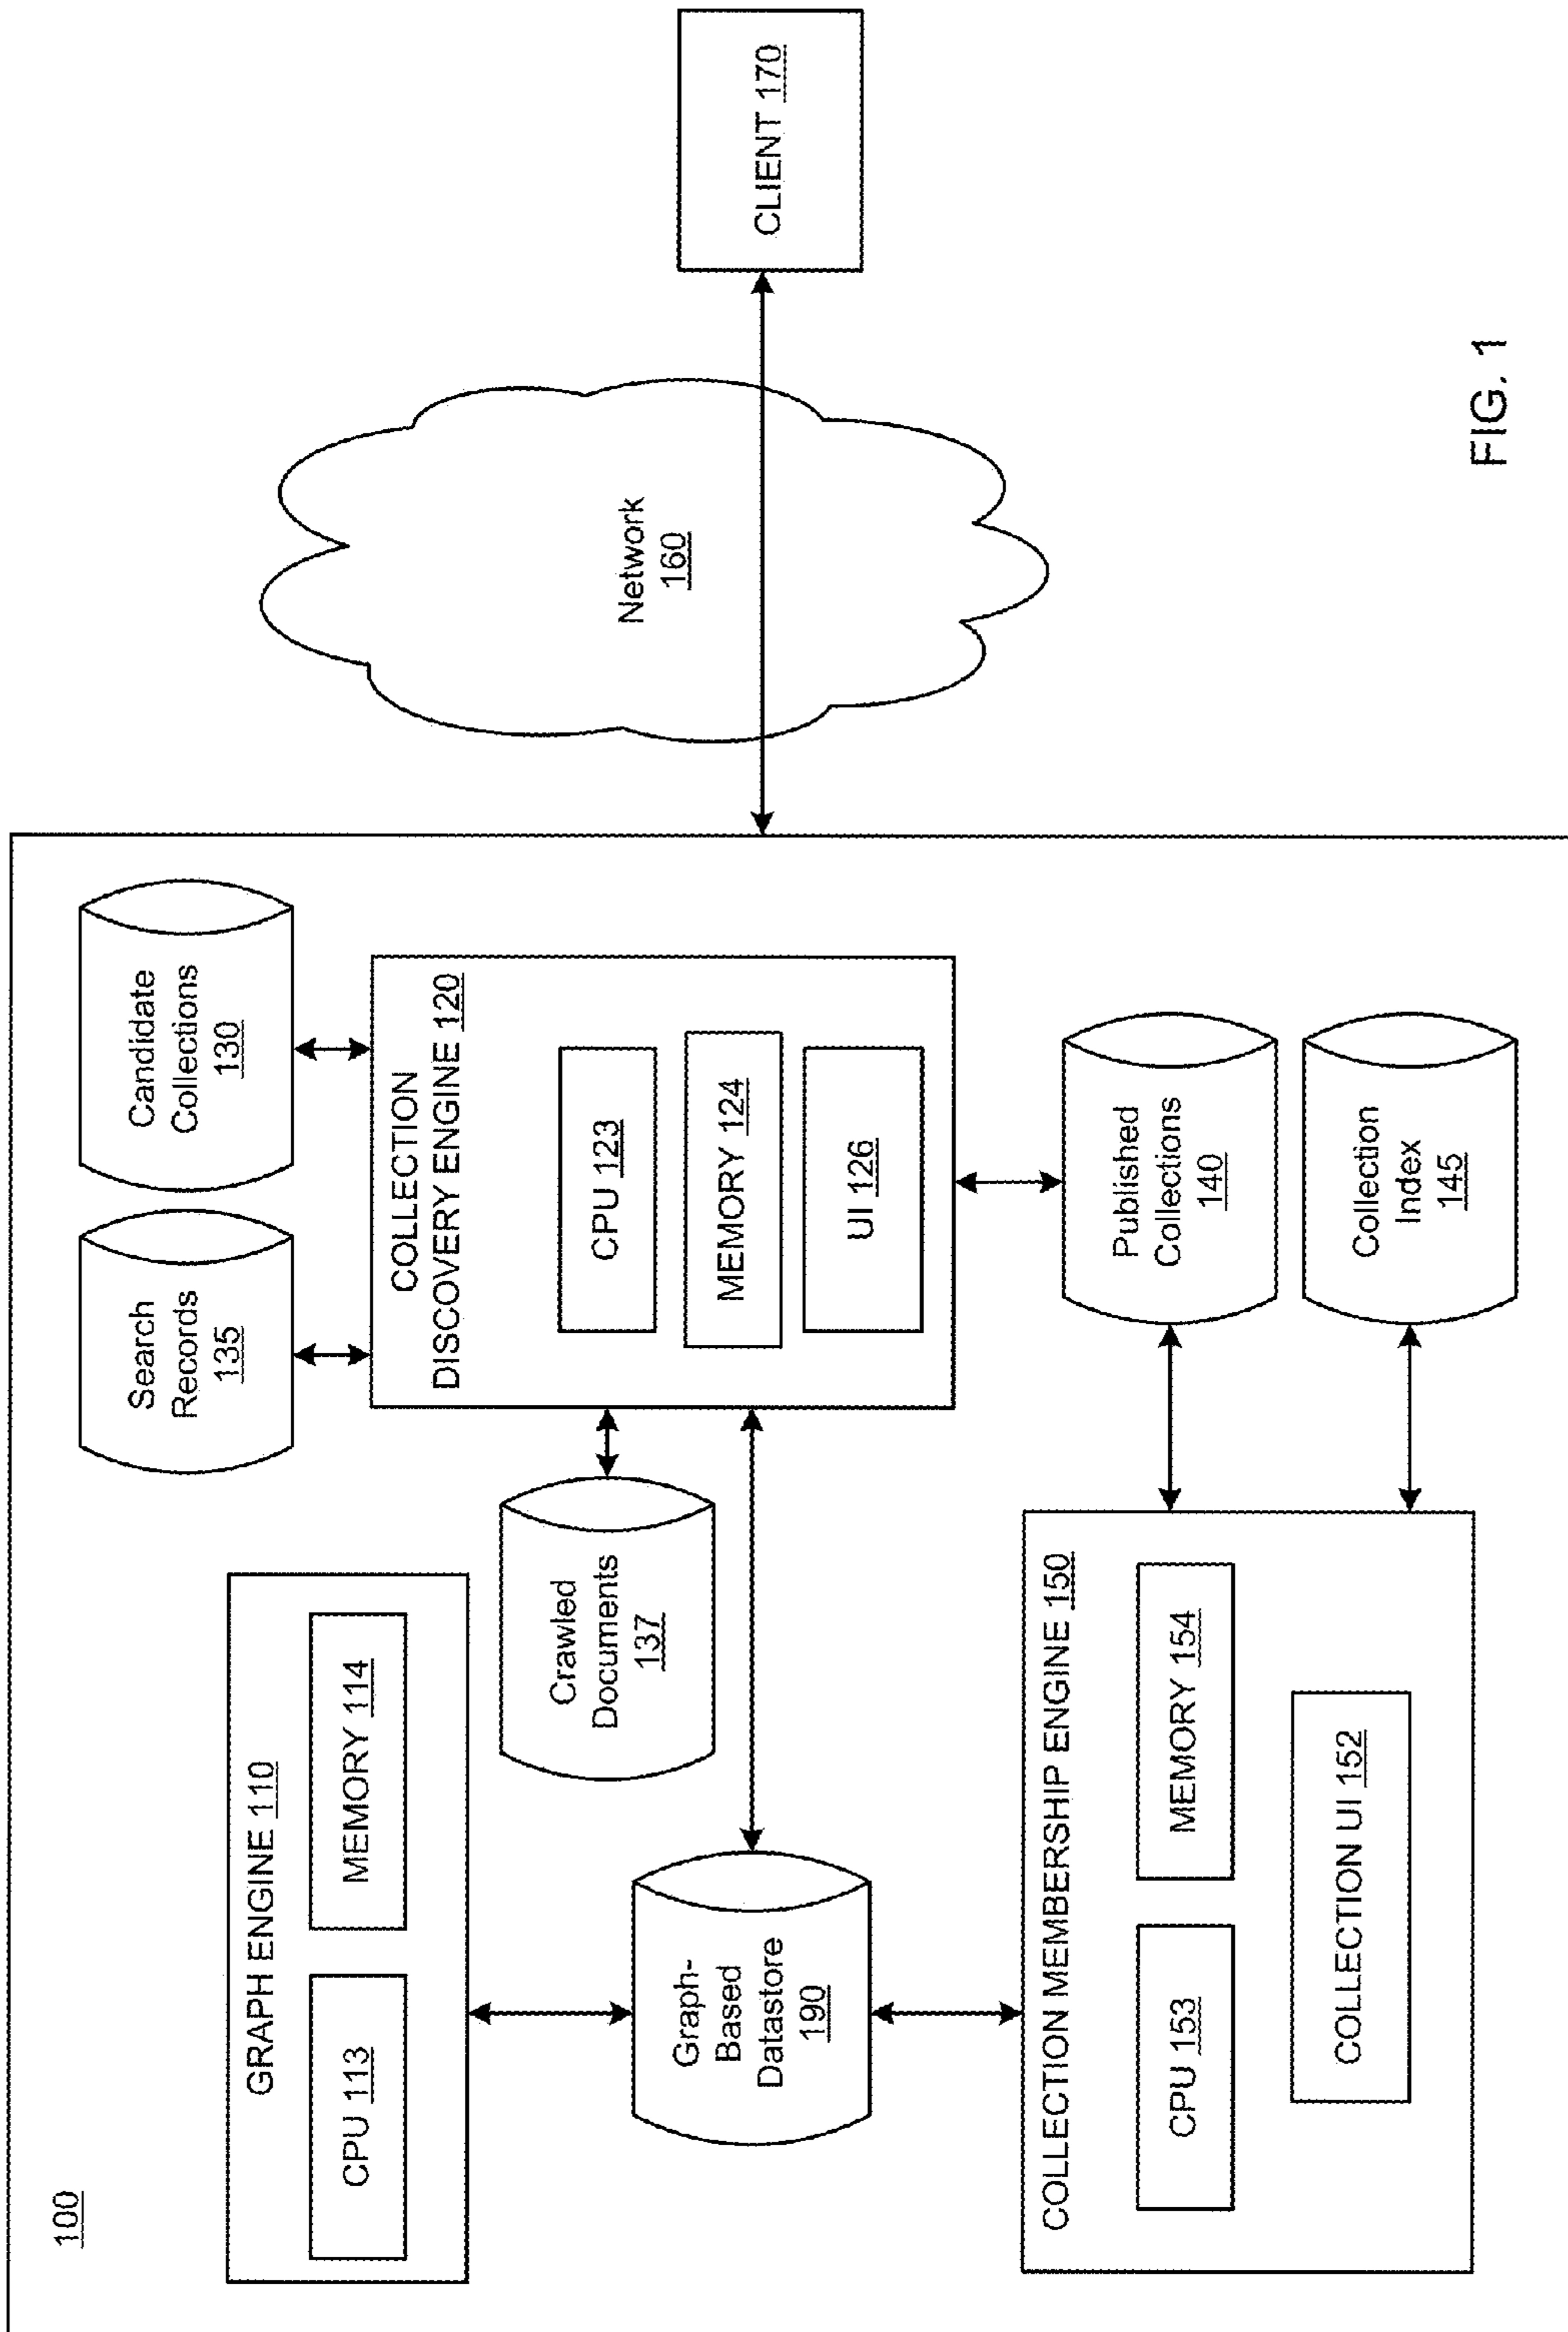 100
GRAPH ENGINE 110
CPU 113
MEMORY 114
Search
Records
135
Candidate
Collections
130
Crawled
Documents
137
COLLECTION
DISCOVERY ENGINE 120
CPU 123
MEMORY 124
UI 126
Graph-
Based
Datastore
190
COLLECTION MEMBERSHIP ENGINE 150
CPU 153
MEMORY 154
COLLECTION UI 152
Published
Collections
140
Collection
Index
145
Network
160
CLIENT 170
FIG. 1